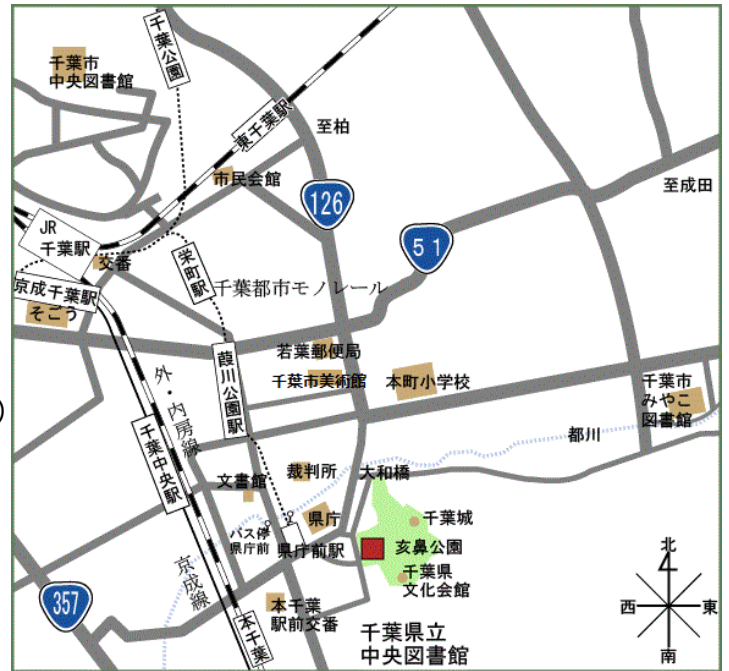 千葉市
中央図書館
千葉公園
東千葉駅
至柏
市民会館
126
至成田
51
JR
千葉駅
交番
栄町駅
千葉都市モノレール
京成千葉駅
そごう
若葉郵便局
千葉市美術館
本町小学校
葭川公園駅
千葉市
みやこ
図書館
外・内房線
千葉中央駅
都川
裁判所
大和橋
文書館
県庁
千葉城
バス停
県庁前
県庁前駅
亥鼻公園
京成線
千葉県
文化会館
357
本千葉
駅前交番
本千葉
千葉県立
中央図書館
北
西
東
南